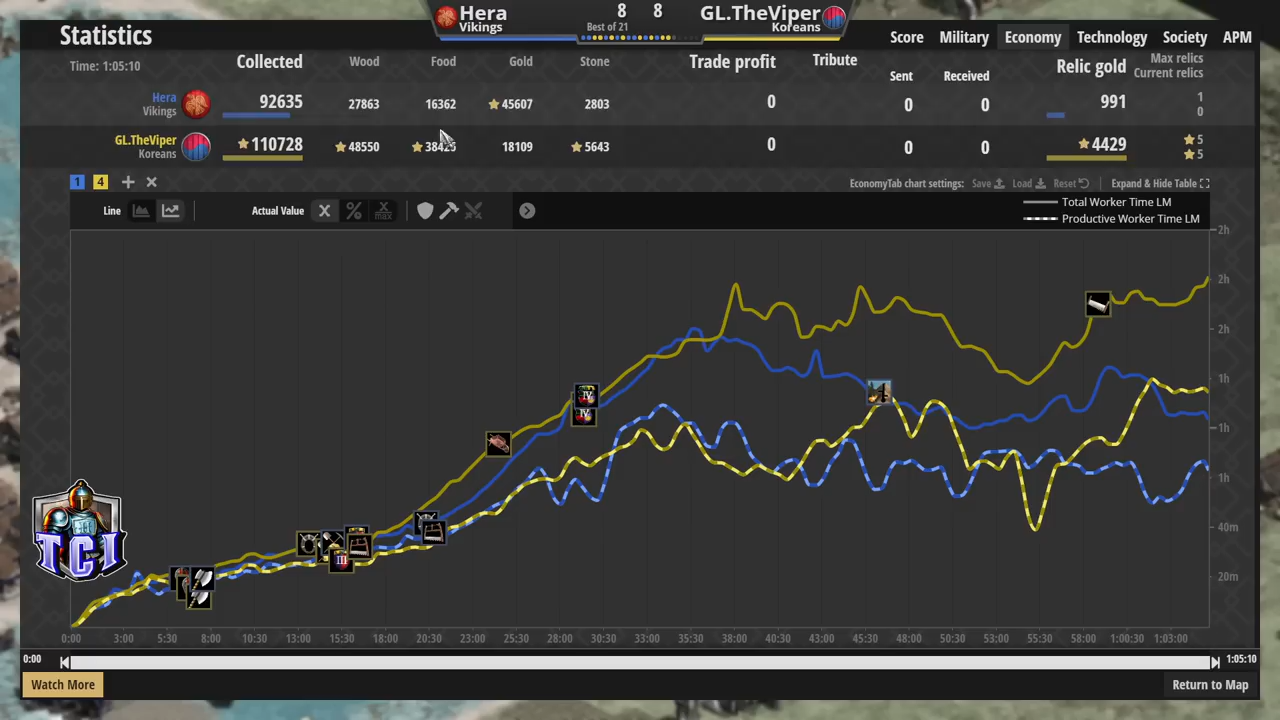 Hera
Vikings
8 8
Best of 21
GL.TheViper
Koreans
Statistics
Score Military Economy Technology Society APM
Time: 1:05:10
Collected Wood Food Gold Stone Trade profit Tribute Sent Received Relic gold Max relics
Current relics
Hera
Vikings
92635 27863 16362 45607 2803 0 0 0 991 1
0
GL.TheViper
Koreans
110728 48550 38425 18109 5643 0 0 0 4429 5
5
1 4
EconomyTab chart settings: Save Load Reset Expand & Hide Table
Line Actual Value X % X
max
Total Worker Time LM
Productive Worker Time LM
2h
2h
2h
1h
1h
1h
40m
20m
IV
IV
III
TCI
0:00 3:00 5:30 8:00 10:30 13:00 15:30 18:00 20:30 23:00 25:30 28:00 30:30 33:00 35:30 38:00 40:30 43:00 45:30 48:00 50:30 53:00 55:30 58:00 1:00:30 1:03:00
0:00 1:05:10
Watch More Return to Map